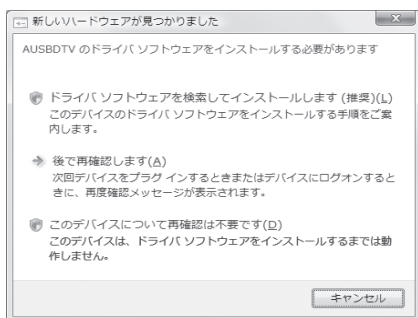 新しいハードウェアが見つかりました
AUSBDTV のドライバ ソフトウェアをインストールする必要があります
ドライバ ソフトウェアを検索してインストールします (推奨)(L)
このデバイスのドライバ ソフトウェアをインストールする手順をご案
内します。
後で再確認します(A)
次回デバイスをプラグ インするときまたはデバイスにログオンすると
きに、再度確認メッセージが表示されます。
このデバイスについて再確認は不要です(D)
このデバイスは、ドライバ ソフトウェアをインストールするまでは動
作しません。
キャンセル